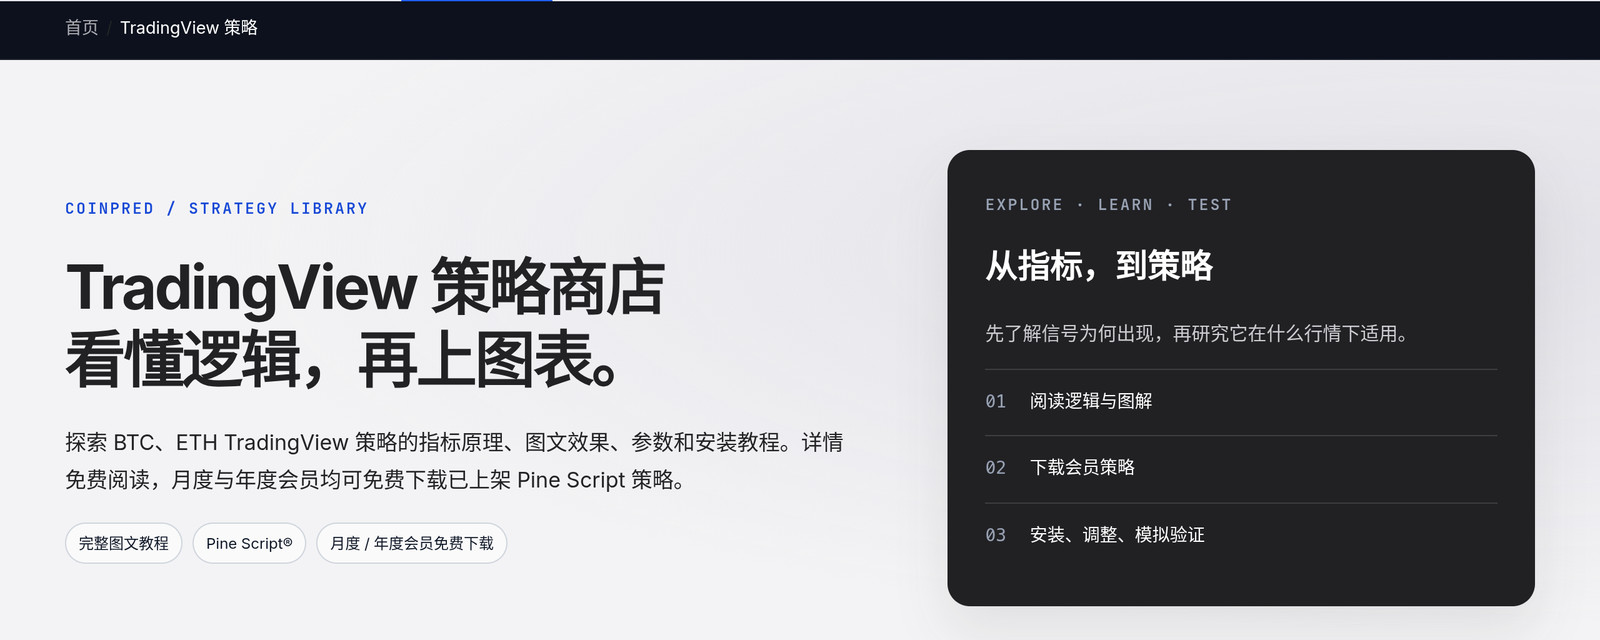 首页 / TradingView 策略
COINPRED / STRATEGY LIBRARY
TradingView 策略商店
看懂逻辑，再上图表。
探索 BTC、ETH TradingView 策略的指标原理、图文效果、参数和安装教程。详情
免费阅读，月度与年度会员均可免费下载已上架 Pine Script 策略。
完整图文教程
Pine Script®
月度 / 年度会员免费下载
EXPLORE · LEARN · TEST
从指标，到策略
先了解信号为何出现，再研究它在什么行情下适用。
01 阅读逻辑与图解
02 下载会员策略
03 安装、调整、模拟验证